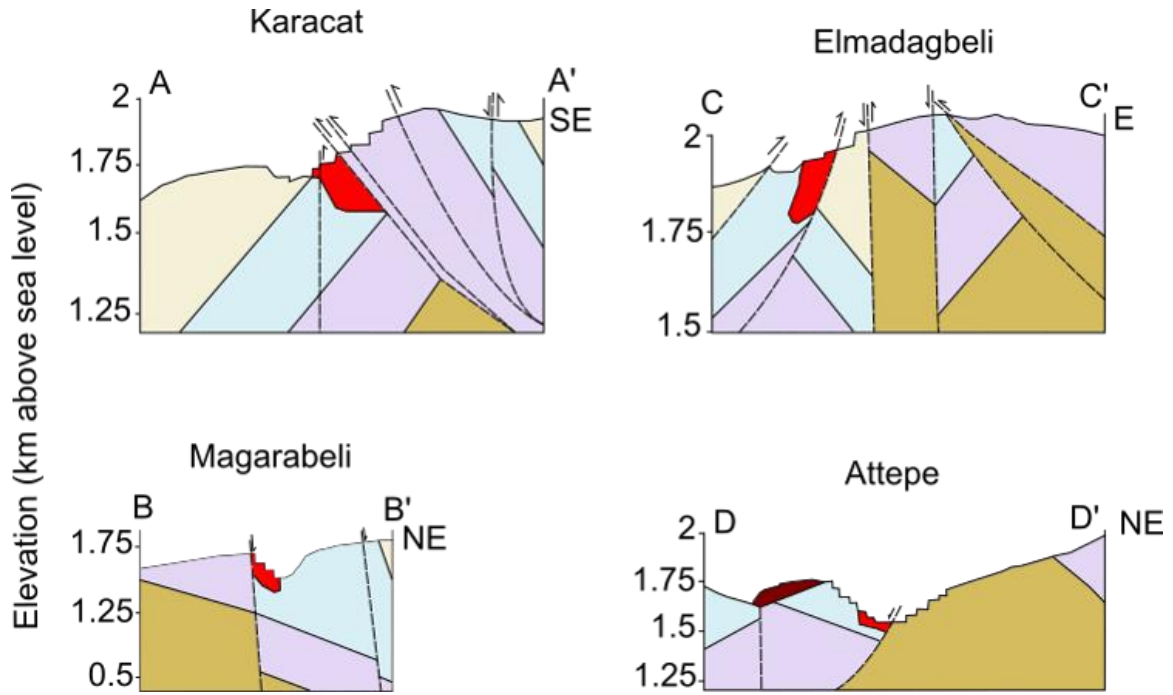 Karacat
A
A'
SE
2
1.75
1.5
1.25
Elmadagbeli
C
C'
E
2
1.75
1.5
Elevation (km above sea level)
Magarabeli
B
B'
NE
1.75
1.25
0.5
Attepe
D
D'
NE
2
1.75
1.5
1.25